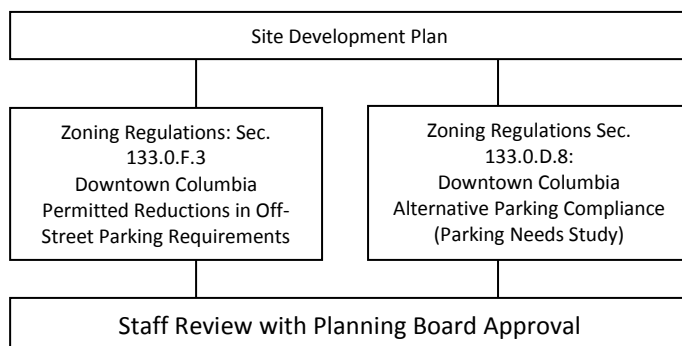 Site Development Plan
Zoning Regulations: Sec.
133.0.F.3
Downtown Columbia
Permitted Reductions in Off-
Street Parking Requirements
Zoning Regulations Sec.
133.0.D.8:
Downtown Columbia
Alternative Parking Compliance
(Parking Needs Study)
Staff Review with Planning Board Approval